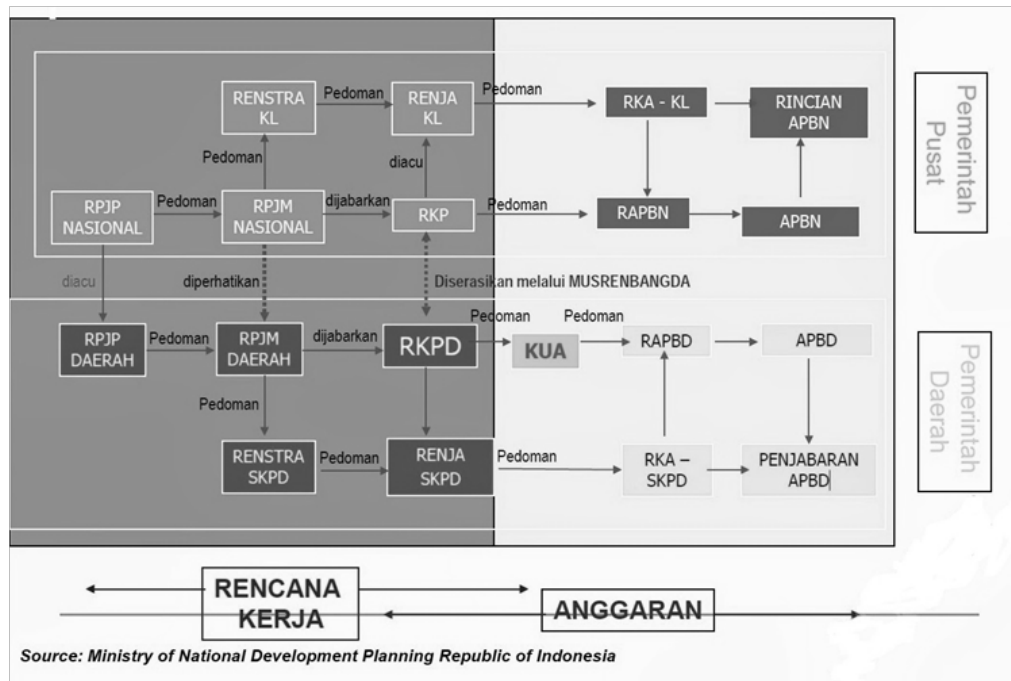 RENSTRA
KL
Pedoman
RENJA
KL
Pedoman
RKA - KL
RINCIAN
APBN
Pemerintah
Pusat
Pedoman
diacu
RPJP
NASIONAL
Pedoman
RPJM
NASIONAL
dijabarkan
RKP
Pedoman
RAPBN
APBN
diacu
diperhatikan
Diserasikan melalui MUSRENBANGDA
RPJP
DAERAH
Pedoman
RPJM
DAERAH
dijabarkan
RKPD
Pedoman
KUA
Pedoman
RAPBD
APBD
Pemerintah
Daerah
Pedoman
RENSTRA
SKPD
Pedoman
RENJA
SKPD
Pedoman
RKA –
SKPD
PENJABARAN
APBD
RENCANA
KERJA
ANGGARAN
Source: Ministry of National Development Planning Republic of Indonesia